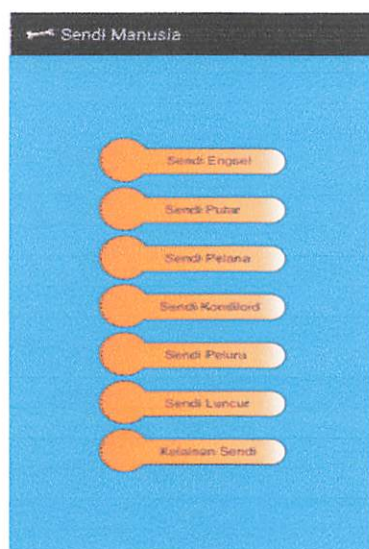 Sendi Manusia
Sendi Engsel
Sendi Putar
Sendi Pelana
Sendi Kondiloid
Sendi Peluru
Sendi Luncur
Kelainan Sendi